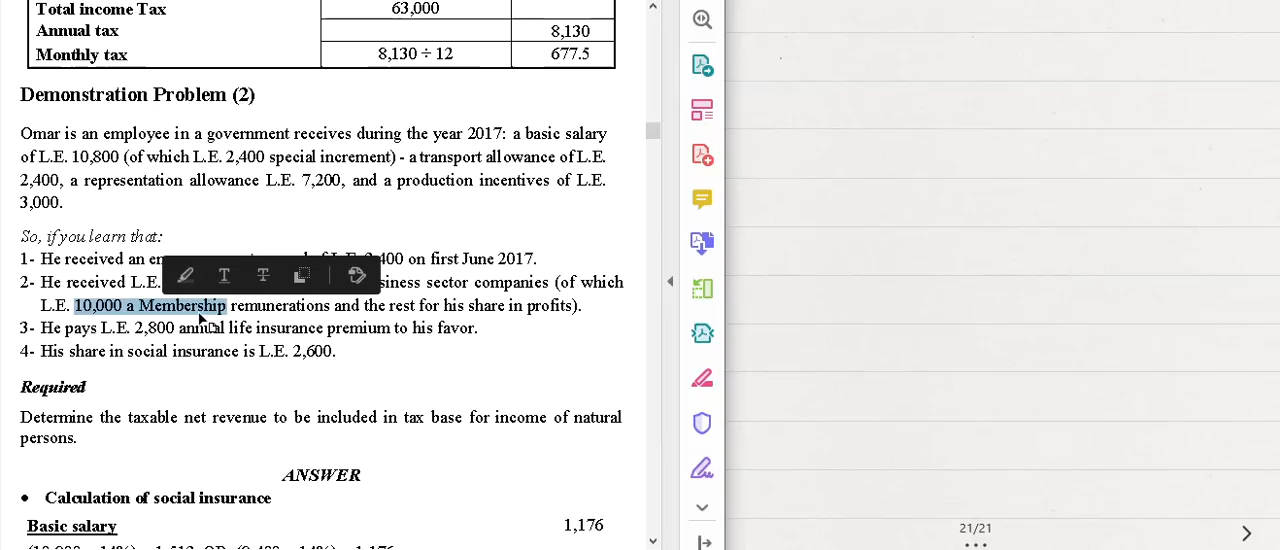 Total income Tax 63,000
Annual tax 8,130
Monthly tax 8,130 ÷ 12 677.5
Demonstration Problem (2)
Omar is an employee in a government receives during the year 2017: a basic salary
of L.E. 10,800 (of which L.E. 2,400 special increment) - a transport allowance of L.E.
2,400, a representation allowance L.E. 7,200, and a production incentives of L.E.
3,000.
So, if you learn that:
1- He received an 400 on first June 2017.
2- He received L.E. siness sector companies (of which
L.E. 10,000 a Membership remunerations and the rest for his share in profits).
3- He pays L.E. 2,800 annual life insurance premium to his favor.
4- His share in social insurance is L.E. 2,600.
Required
Determine the taxable net revenue to be included in tax base for income of natural
persons.
ANSWER
• Calculation of social insurance
Basic salary 1,176
21/21